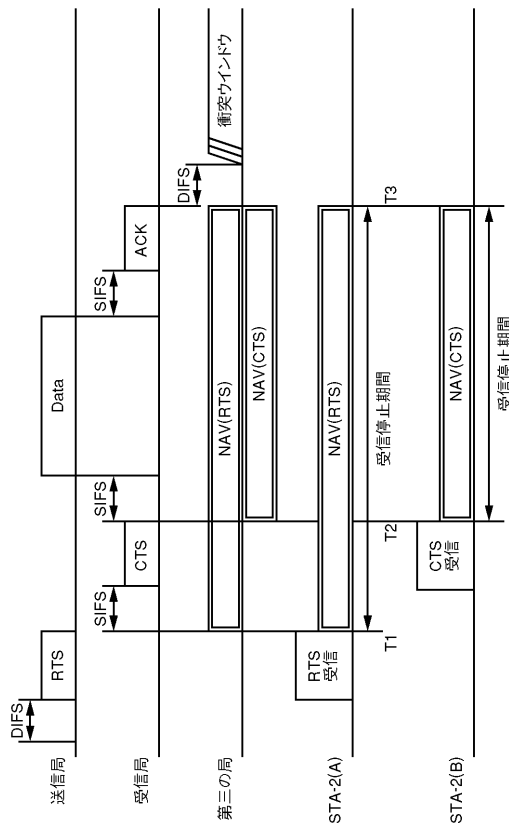 送信局
DIFS
RTS
SIFS
Data
SIFS
受信局
SIFS
CTS
ACK
第三の局
NAV(RTS)
NAV(CTS)
DIFS
衝突ウインドウ
STA-2(A)
RTS
受信
NAV(RTS)
T1
T2
T3
受信停止期間
STA-2(B)
CTS
受信
NAV(CTS)
受信停止期間